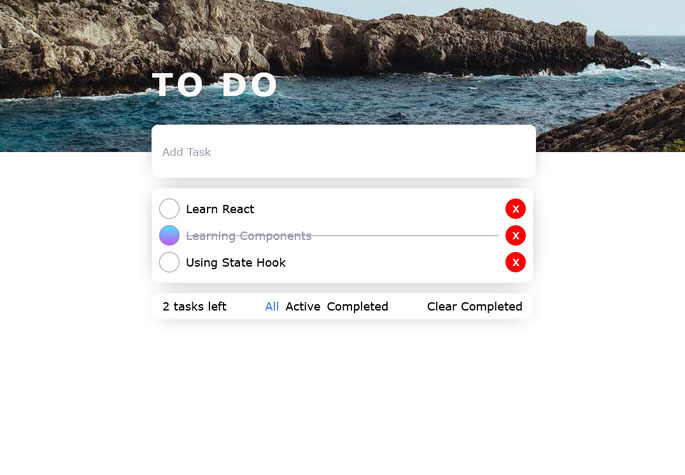 TO DO
Add Task
Learn React X
Learning Components X
Using State Hook X
2 tasks left All Active Completed Clear Completed